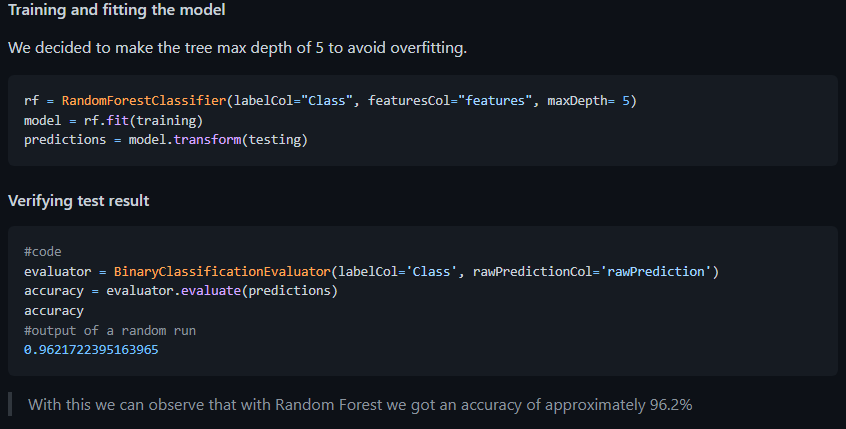 Training and fitting the model
We decided to make the tree max depth of 5 to avoid overfitting.
rf = RandomForestClassifier(labelCol="Class", featuresCol="features", maxDepth= 5)
model = rf.fit(training)
predictions = model.transform(testing)
Verifying test result
#code
evaluator = BinaryClassificationEvaluator(labelCol='Class', rawPredictionCol='rawPrediction')
accuracy = evaluator.evaluate(predictions)
accuracy
#output of a random run
0.9621722395163965
With this we can observe that with Random Forest we got an accuracy of approximately 96.2%